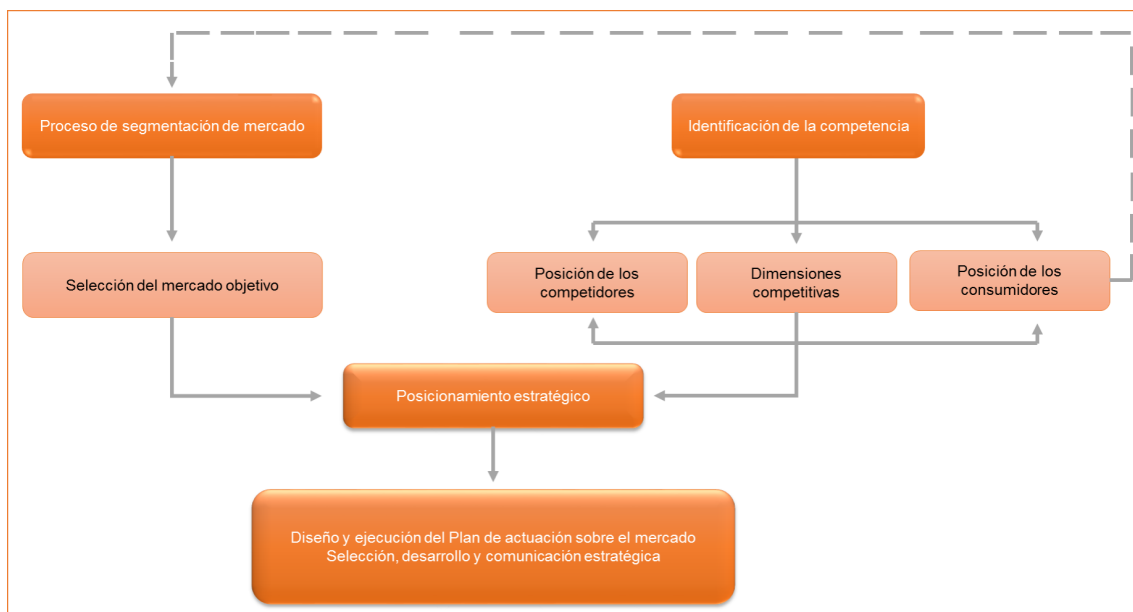 Proceso de segmentación de mercado
Identificación de la competencia
Selección del mercado objetivo
Posición de los
competidores
Dimensiones
competitivas
Posición de los
consumidores
Posicionamiento estratégico
Diseño y ejecución del Plan de actuación sobre el mercado
Selección, desarrollo y comunicación estratégica